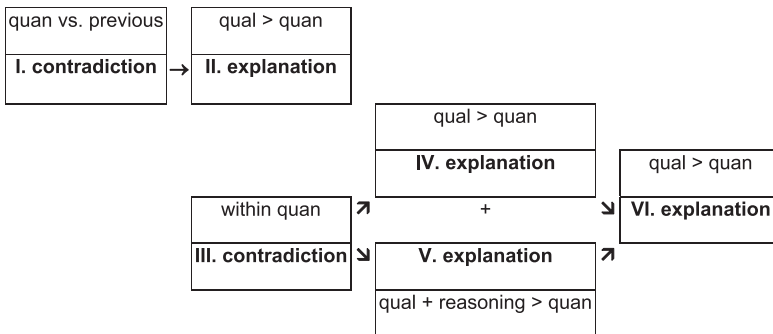 quan vs. previous
I. contradiction
→
qual > quan
II. explanation
qual > quan
IV. explanation
within quan
III. contradiction
+
V. explanation
qual + reasoning > quan
qual > quan
VI. explanation